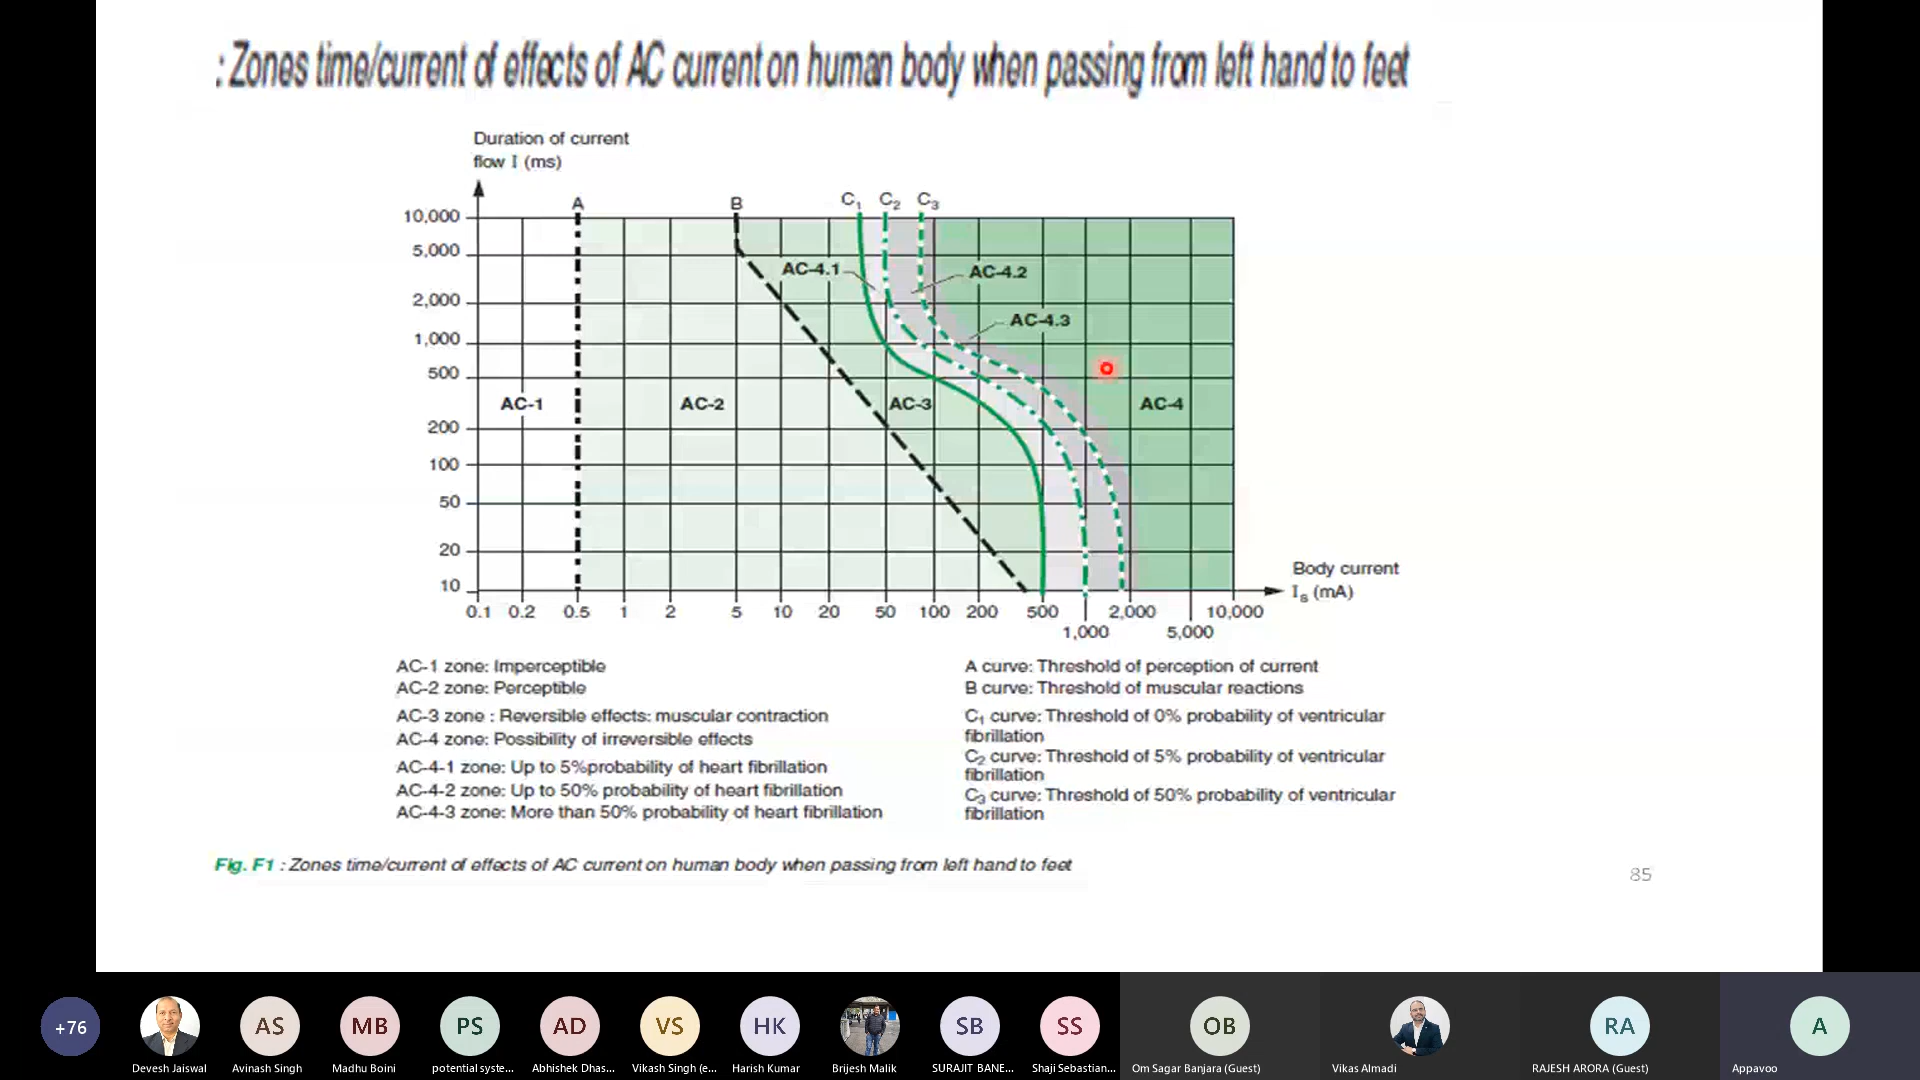 : Zones time/current of effects of AC current on human body when passing from left hand to feet
Duration of current
flow I (ms)
A
B
C1 C2 C3
10,000
5,000
2,000
1,000
500
200
100
50
20
10
AC-4.1
AC-4.2
AC-4.3
AC-1
AC-2
AC-3
AC-4
Body current
Is (mA)
0.1 0.2 0.5 1 2 5 10 20 50 100 200 500 2,000 10,000
1,000 5,000
AC-1 zone: Imperceptible
AC-2 zone: Perceptible
AC-3 zone : Reversible effects: muscular contraction
AC-4 zone: Possibility of irreversible effects
AC-4-1 zone: Up to 5%probability of heart fibrillation
AC-4-2 zone: Up to 50% probability of heart fibrillation
AC-4-3 zone: More than 50% probability of heart fibrillation
A curve: Threshold of perception of current
B curve: Threshold of muscular reactions
C1 curve: Threshold of 0% probability of ventricular
fibrillation
C2 curve: Threshold of 5% probability of ventricular
fibrillation
C3 curve: Threshold of 50% probability of ventricular
fibrillation
Fig. F1 : Zones time/current of effects of AC current on human body when passing from left hand to feet
85
+76
AS
MB
PS
AD
VS
HK
SB
SS
OB
RA
A
Devesh Jaiswal
Avinash Singh
Madhu Boini
potential syste...
Abhishek Dhas...
Vikash Singh (e...
Harish Kumar
Brijesh Malik
SURAJIT BANE...
Shaji Sebastian...
Om Sagar Banjara (Guest)
Vikas Almadi
RAJESH ARORA (Guest)
Appavoo